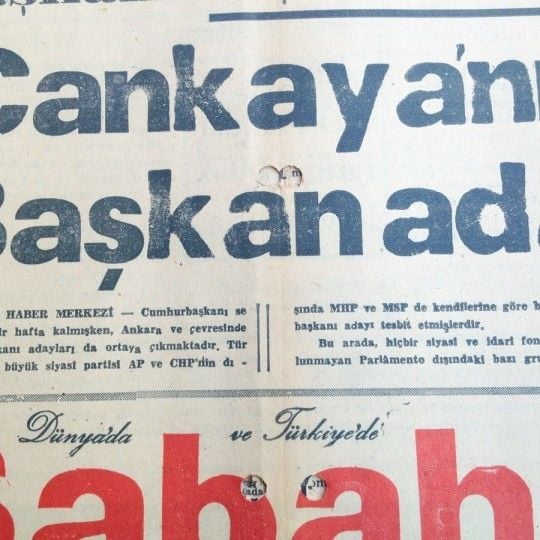 Çankaya'nı
Başkan ada
HABER MERKEZİ — Cumhurbaşkanı se
ir hafta kalmışken, Ankara ve çevresinde
kanı adayları da ortaya çıkmaktadır. Tür
büyük siyasi partisi AP ve CHP'nin dı -
şında MHP ve MSP de kendilerine göre b
başkanı adayı tesbit etmişlerdir.
Bu arada, hiçbir siyasi ve idari fon
lunmayan Parlâmento dışındaki bazı gru
Dünya'da ve Türkiye'de
Sabah